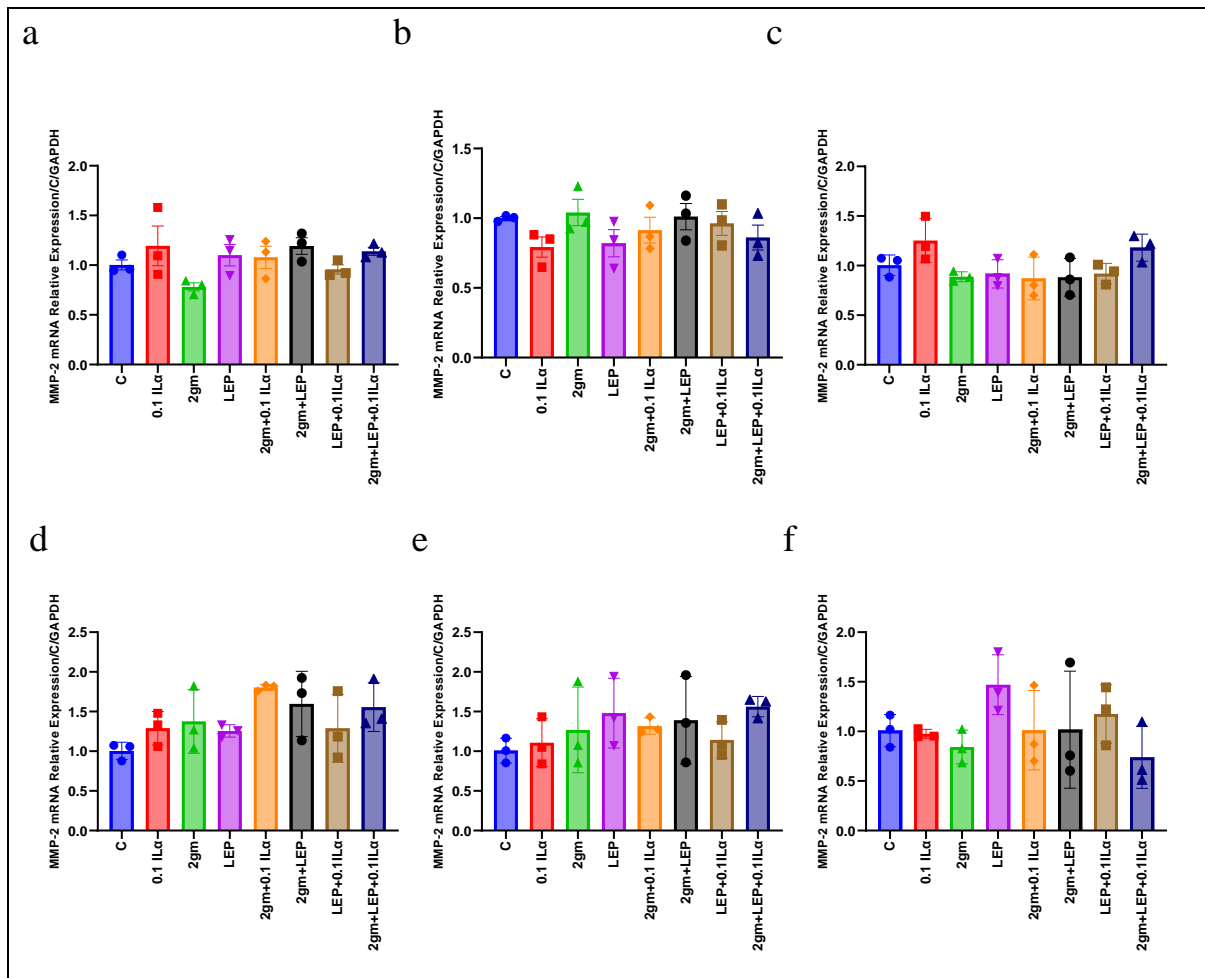 a
MMP-2 mRNA Relative Expression/C/GAPDH
2.0
1.5
1.0
0.5
0.0
C
0.1 ILα
2gm
LEP
2gm+0.1 ILα
2gm+LEP
LEP+0.1ILα
2gm+LEP+0.1ILα
b
MMP-2 mRNA Relative Expression/C/GAPDH
1.5
1.0
0.5
0.0
C
0.1 ILα
2gm
LEP
2gm+0.1 ILα
2gm+LEP
LEP+0.1ILα
2gm+LEP+0.1ILα
c
MMP-2 mRNA Relative Expression/C/GAPDH
2.0
1.5
1.0
0.5
0.0
C
0.1 ILα
2gm
LEP
2gm+0.1 ILα
2gm+LEP
LEP+0.1ILα
2gm+LEP+0.1ILα
d
MMP-2 mRNA Relative Expression/C/GAPDH
2.5
2.0
1.5
1.0
0.5
0.0
C
0.1 ILα
2gm
LEP
2gm+0.1 ILα
2gm+LEP
LEP+0.1ILα
2gm+LEP+0.1ILα
e
MMP-2 mRNA Relative Expression/C/GAPDH
2.5
2.0
1.5
1.0
0.5
0.0
C
0.1 ILα
2gm
LEP
2gm+0.1 ILα
2gm+LEP
LEP+0.1ILα
2gm+LEP+0.1ILα
f
MMP-2 mRNA Relative Expression/C/GAPDH
2.0
1.5
1.0
0.5
0.0
C
0.1 ILα
2gm
LEP
2gm+0.1 ILα
2gm+LEP
LEP+0.1ILα
2gm+LEP+0.1ILα